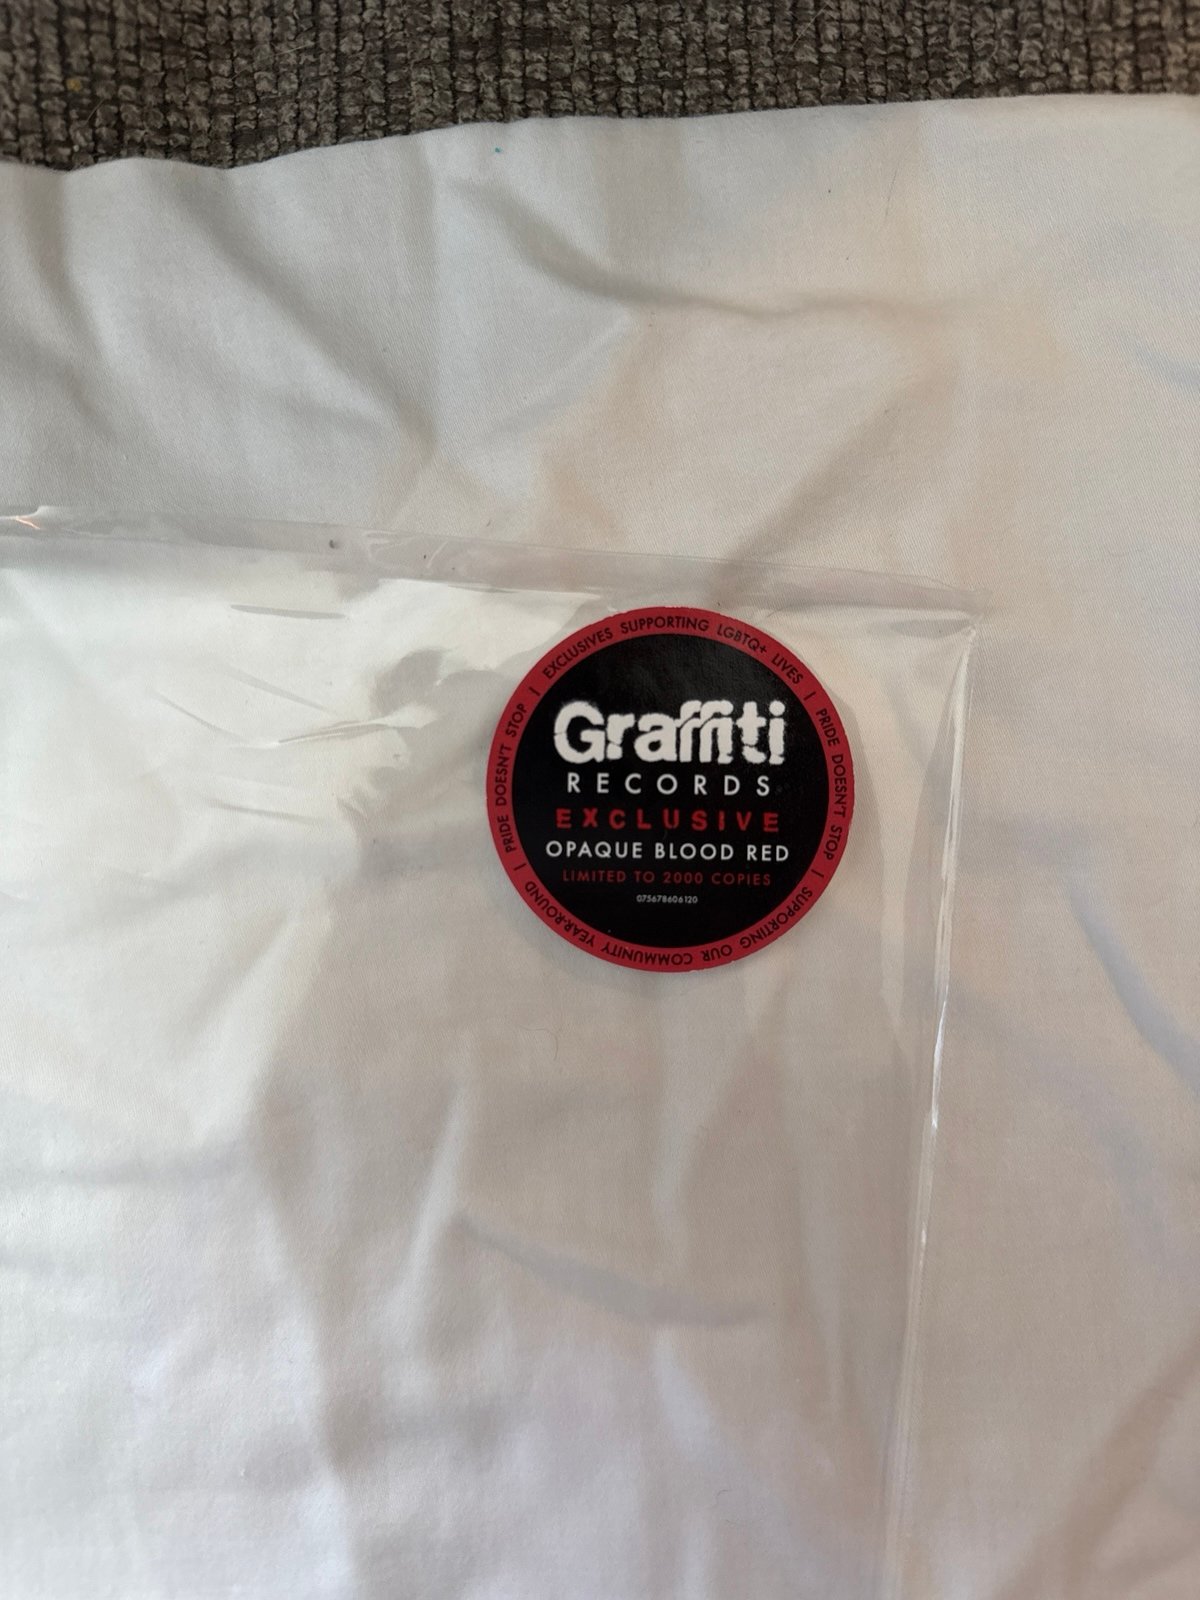 EXCLUSIVES SUPPORTING LGBTQ+ LIVES | PRIDE DOESN'T STOP | SUPPORTING OUR COMMUNITY YEAR-ROUND | PRIDE DOESN'T STOP |
Graffiti
RECORDS
EXCLUSIVE
OPAQUE BLOOD RED
LIMITED TO 2000 COPIES
075678606120